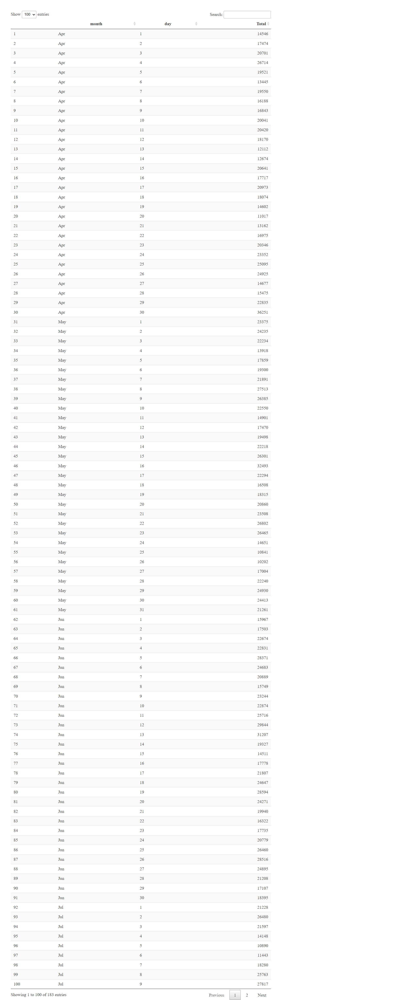 Show 100 entries Search:
month day Total
1 Apr 1 14546
2 Apr 2 17474
3 Apr 3 20701
4 Apr 4 26714
5 Apr 5 19521
6 Apr 6 13445
7 Apr 7 19550
8 Apr 8 16188
9 Apr 9 16843
10 Apr 10 20041
11 Apr 11 20420
12 Apr 12 18170
13 Apr 13 12112
14 Apr 14 12674
15 Apr 15 20641
16 Apr 16 17717
17 Apr 17 20973
18 Apr 18 18074
19 Apr 19 14602
20 Apr 20 11017
21 Apr 21 13162
22 Apr 22 16975
23 Apr 23 20346
24 Apr 24 23352
25 Apr 25 25095
26 Apr 26 24925
27 Apr 27 14677
28 Apr 28 15475
29 Apr 29 22835
30 Apr 30 36251
31 May 1 23375
32 May 2 24235
33 May 3 22234
34 May 4 13918
35 May 5 17859
36 May 6 19300
37 May 7 21891
38 May 8 27513
39 May 9 26385
40 May 10 22550
41 May 11 14901
42 May 12 17470
43 May 13 19498
44 May 14 22218
45 May 15 26301
46 May 16 32493
47 May 17 22294
48 May 18 16508
49 May 19 18315
50 May 20 20860
51 May 21 23508
52 May 22 26802
53 May 23 26465
54 May 24 14651
55 May 25 10841
56 May 26 10202
57 May 27 17004
58 May 28 22240
59 May 29 24930
60 May 30 24413
61 May 31 21261
62 Jun 1 15967
63 Jun 2 17503
64 Jun 3 22674
65 Jun 4 22831
66 Jun 5 28371
67 Jun 6 24683
68 Jun 7 20889
69 Jun 8 15749
70 Jun 9 23244
71 Jun 10 22874
72 Jun 11 25716
73 Jun 12 29844
74 Jun 13 31207
75 Jun 14 19327
76 Jun 15 14511
77 Jun 16 17778
78 Jun 17 21807
79 Jun 18 24647
80 Jun 19 28594
81 Jun 20 24271
82 Jun 21 19940
83 Jun 22 16322
84 Jun 23 17735
85 Jun 24 20779
86 Jun 25 26460
87 Jun 26 28516
88 Jun 27 24895
89 Jun 28 21208
90 Jun 29 17107
91 Jun 30 18395
92 Jul 1 21228
93 Jul 2 26480
94 Jul 3 21597
95 Jul 4 14148
96 Jul 5 10890
97 Jul 6 11443
98 Jul 7 18280
99 Jul 8 25763
100 Jul 9 27817
Showing 1 to 100 of 183 entries Previous 1 2 Next